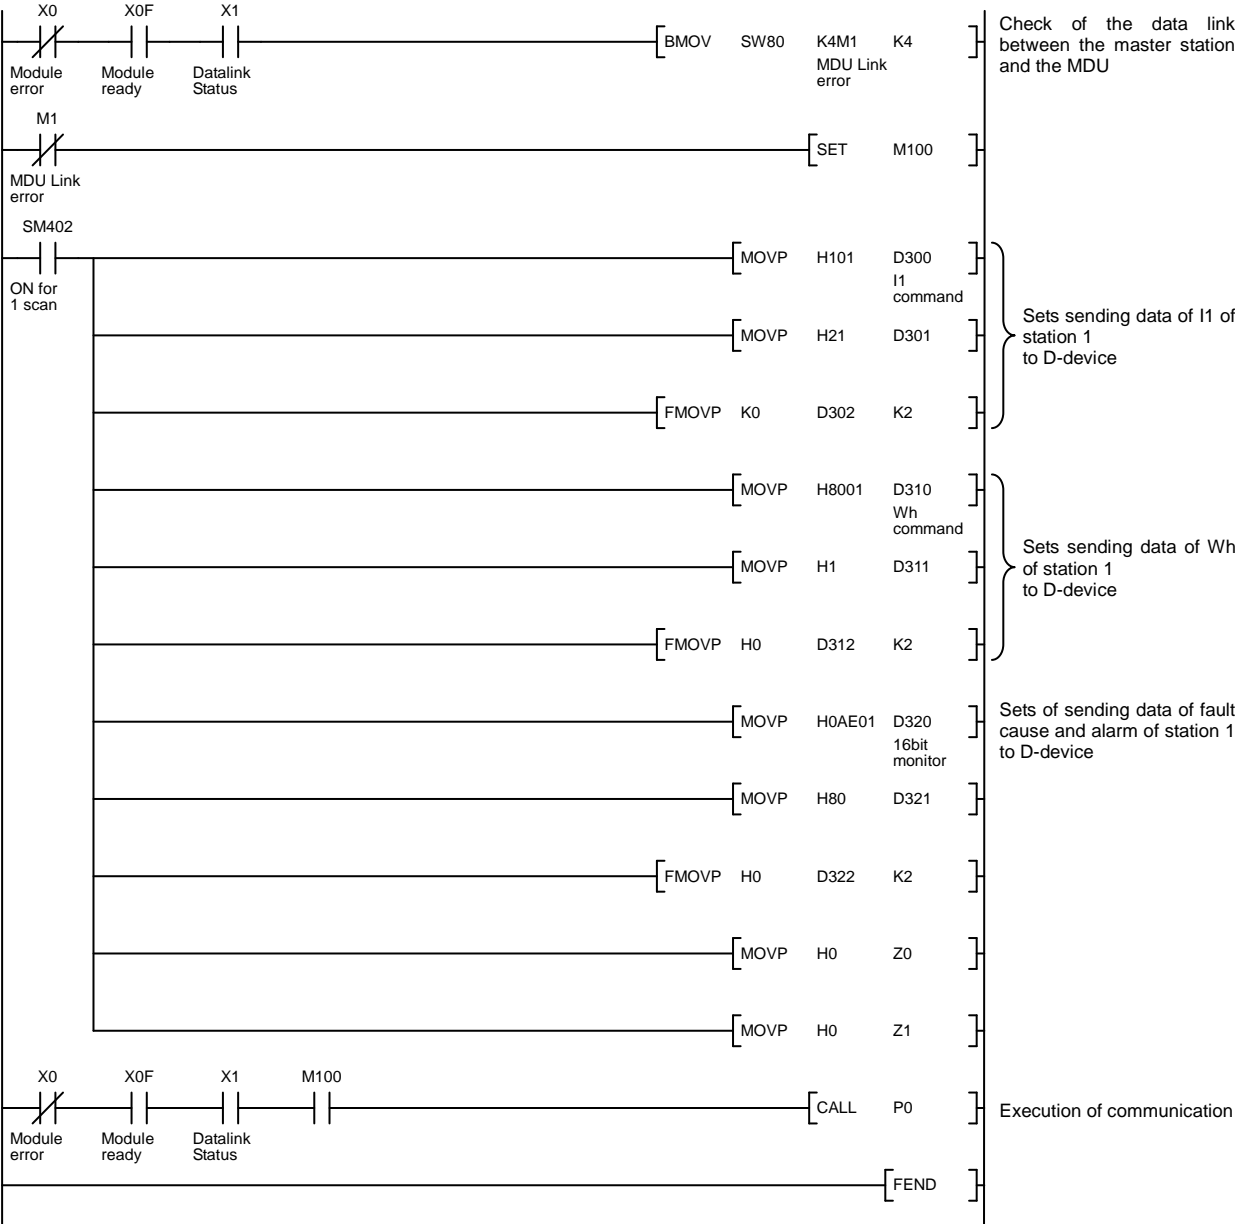 X0 X0F X1
BMOV SW80 K4M1 K4
Module error
Module ready
Datalink Status
MDU Link error
Check of the data link
between the master station
and the MDU
M1
SET M100
MDU Link
error
SM402
MOVP H101 D300
ON for
1 scan
I1
command
MOVP H21 D301
Sets sending data of I1 of
station 1
to D-device
FMOVP K0 D302 K2
MOVP H8001 D310
Wh
command
MOVP H1 D311
Sets sending data of Wh
of station 1
to D-device
FMOVP H0 D312 K2
MOVP H0AE01 D320
16bit
monitor
Sets of sending data of fault
cause and alarm of station 1
to D-device
MOVP H80 D321
FMOVP H0 D322 K2
MOVP H0 Z0
MOVP H0 Z1
X0 X0F X1 M100
CALL P0
Execution of communication
Module error
Module ready
Datalink Status
FEND